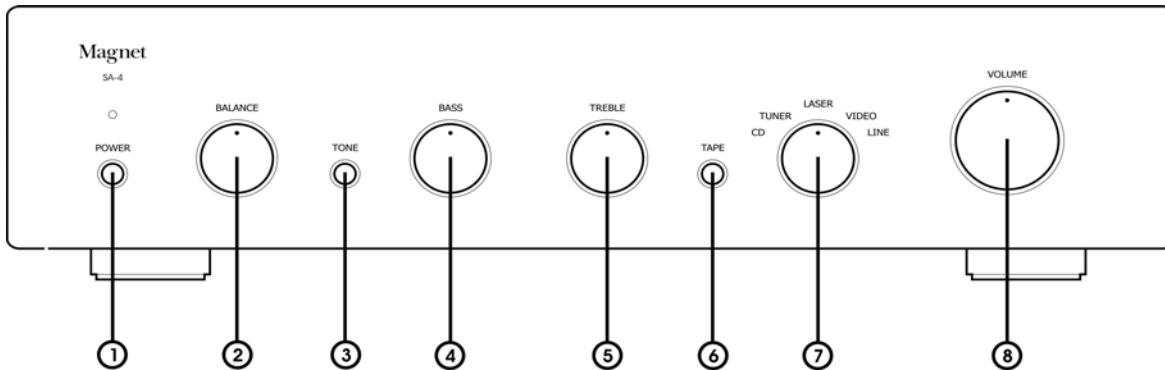 Magnet
SA-4
POWER
BALANCE
TONE
BASS
TREBLE
TAPE
CD
TUNER
LASER
VIDEO
LINE
VOLUME
1 2 3 4 5 6 7 8